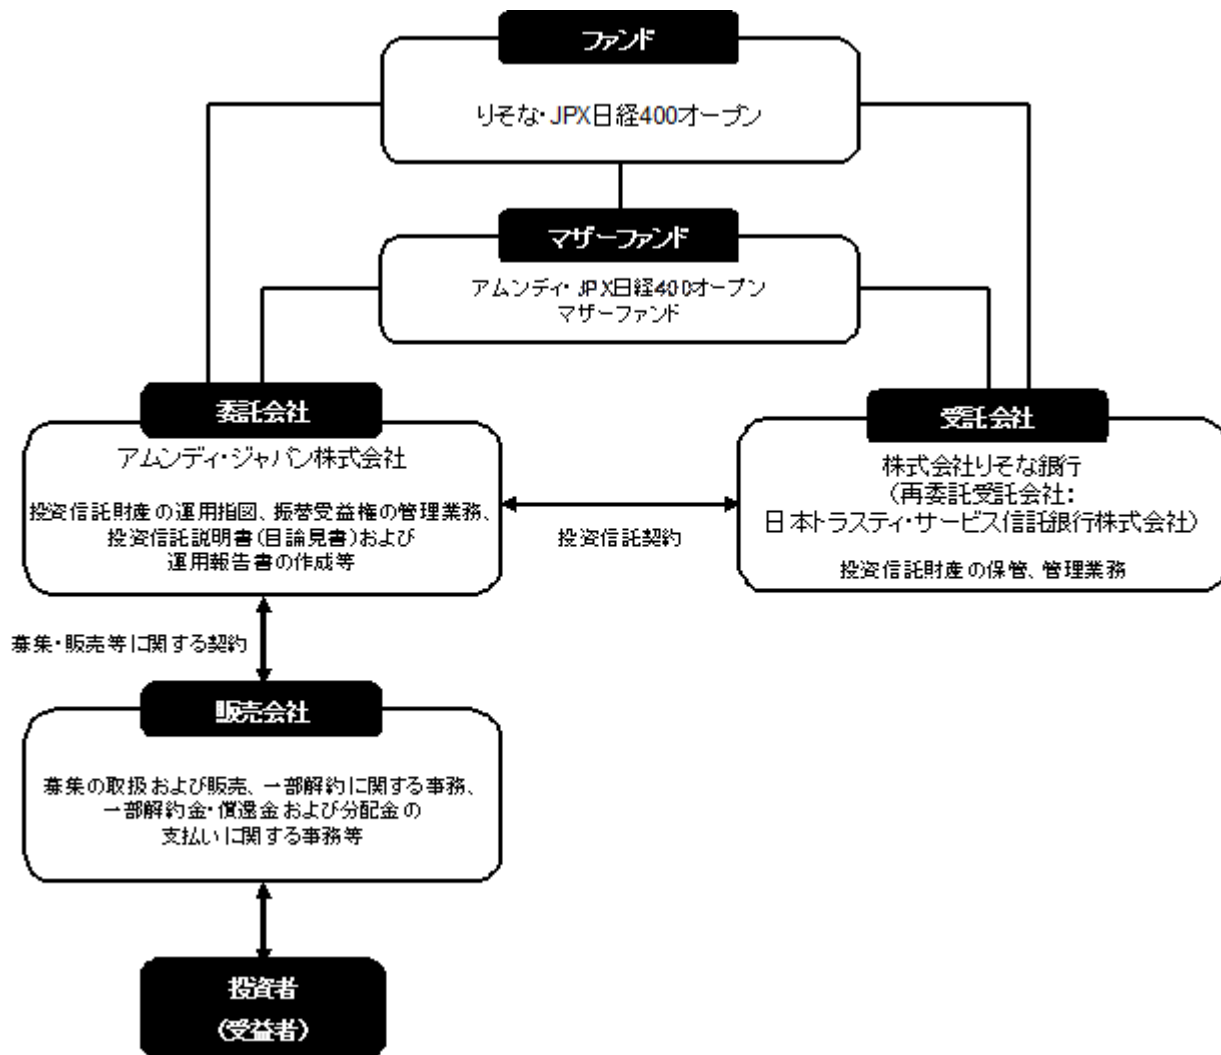 ファンド
りそな・JPX日経400オープン
マザーファンド
アムンディ・JPX日経400オープン
マザーファンド
委託会社
アムンディ・ジャパン株式会社
投資信託財産の運用指図、振替受益権の管理業務、
投資信託説明書(目論見書)および
運用報告書の作成等
受託会社
株式会社りそな銀行
(再委託受託会社:
日本トラスティ・サービス信託銀行株式会社)
投資信託財産の保管、管理業務
投資信託契約
募集・販売等に関する契約
販売会社
募集の取扱および販売、一部解約に関する事務、
一部解約金・償還金および分配金の
支払いに関する事務等
投資者
(受益者)